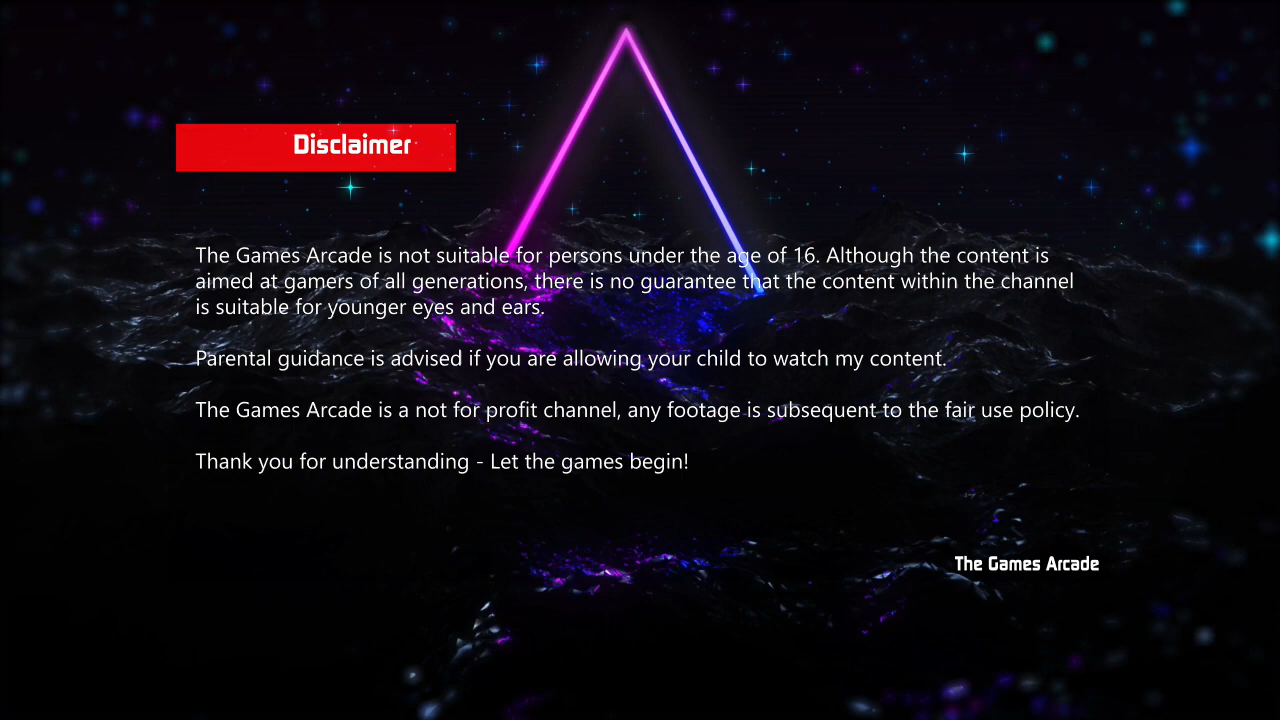 Disclaimer
The Games Arcade is not suitable for persons under the age of 16. Although the content is
aimed at gamers of all generations, there is no guarantee that the content within the channel
is suitable for younger eyes and ears.
Parental guidance is advised if you are allowing your child to watch my content.
The Games Arcade is a not for profit channel, any footage is subsequent to the fair use policy.
Thank you for understanding - Let the games begin!
The Games Arcade